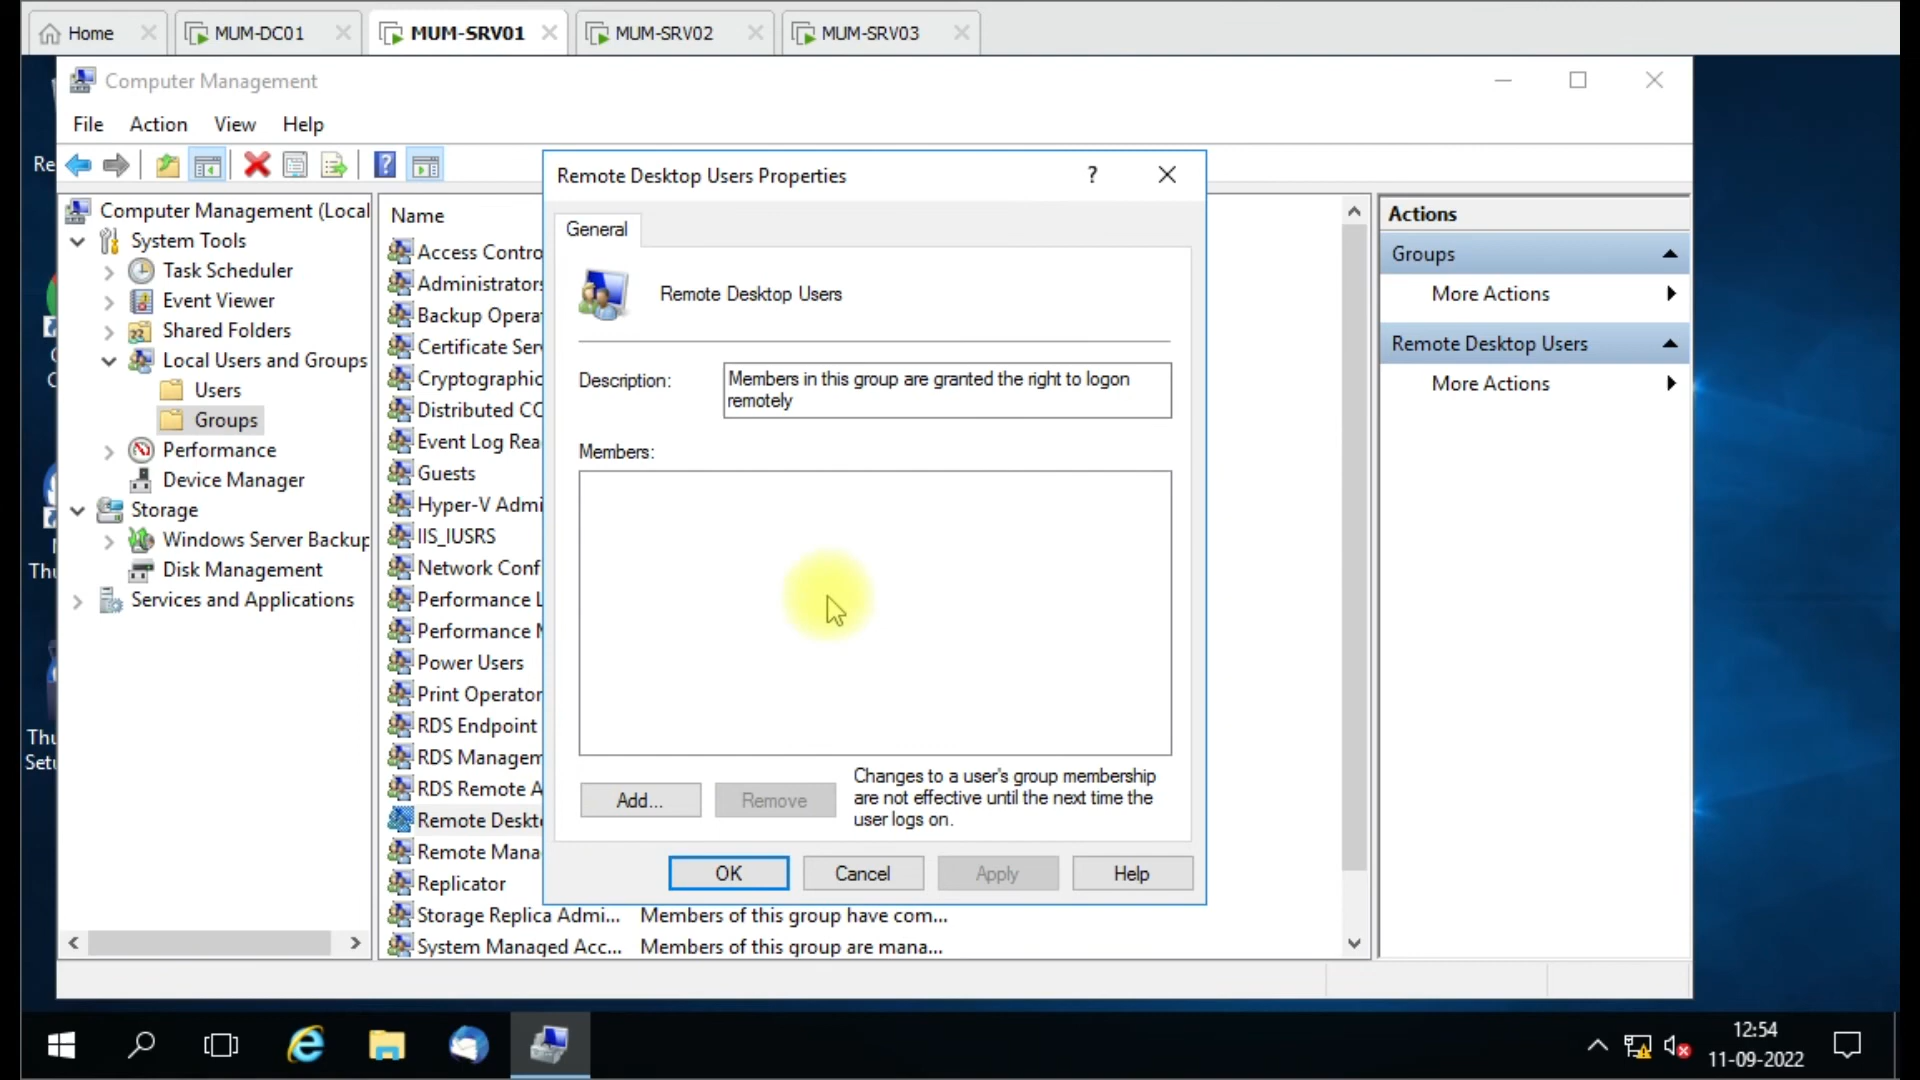 Home
MUM-DC01
MUM-SRV01
MUM-SRV02
MUM-SRV03
Computer Management
File Action View Help
Re
Computer Management (Local
System Tools
Task Scheduler
Event Viewer
Shared Folders
Local Users and Groups
Users
Groups
Performance
Device Manager
Storage
Windows Server Backup
Disk Management
Services and Applications
Name
Access Contro
Administrators
Backup Opera
Certificate Ser
Cryptographic
Distributed CO
Event Log Rea
Guests
Hyper-V Admi
IIS_IUSRS
Network Conf
Performance L
Performance M
Power Users
Print Operator
RDS Endpoint
RDS Managem
RDS Remote A
Remote Deskt
Remote Mana
Replicator
Storage Replica Admi... Members of this group have com...
System Managed Acc... Members of this group are mana...
Remote Desktop Users Properties
?
General
Remote Desktop Users
Description:
Members in this group are granted the right to logon
remotely
Members:
Add...
Remove
Changes to a user's group membership
are not effective until the next time the
user logs on.
OK
Cancel
Apply
Help
Actions
Groups
More Actions
Remote Desktop Users
More Actions
C
C
Thu
Thu
Setu
12:54
11-09-2022